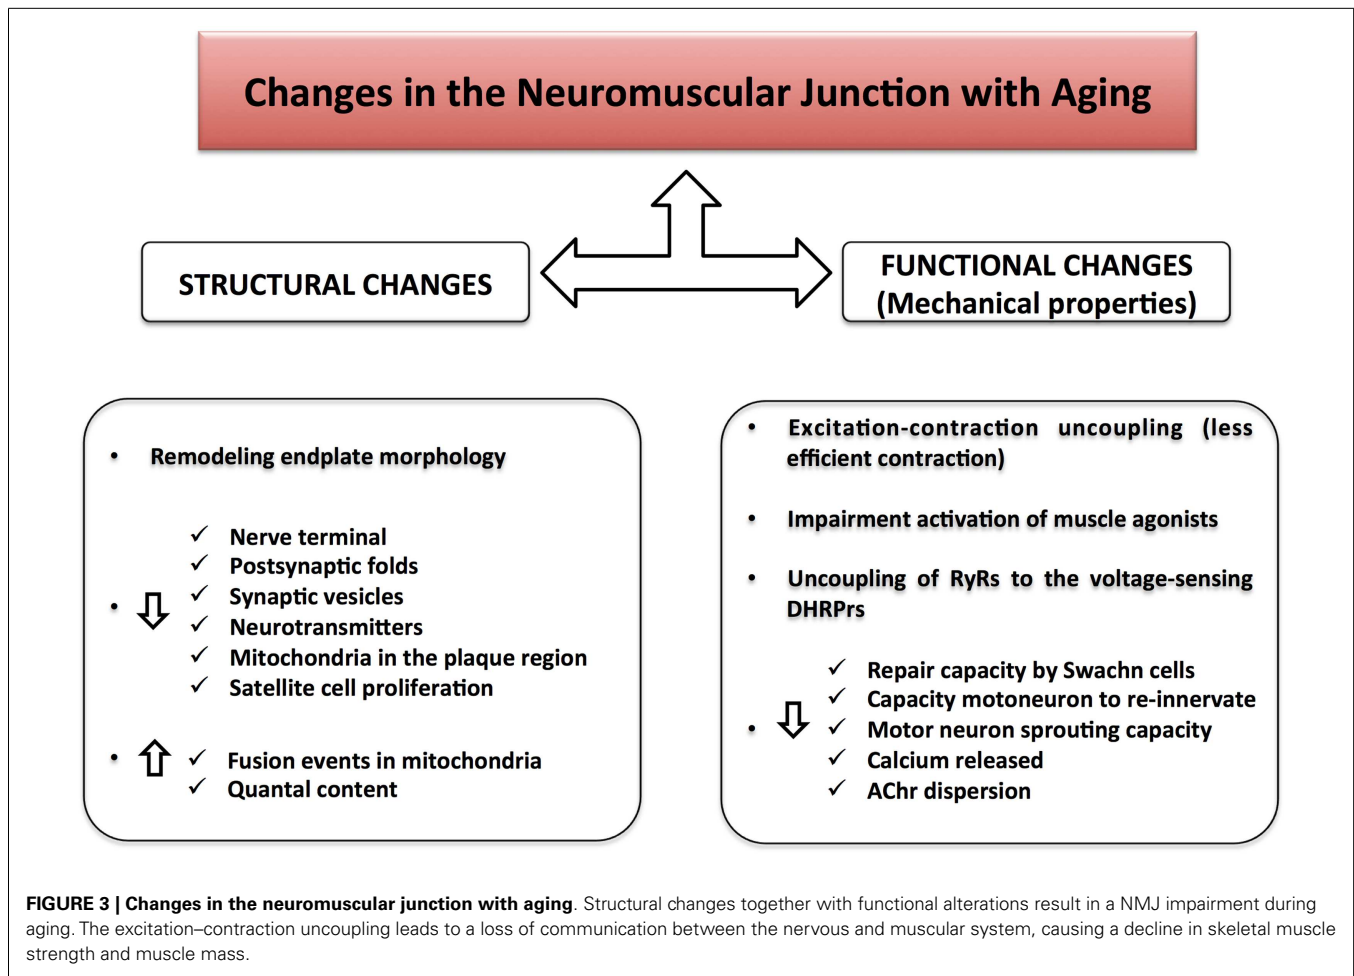 Changes in the Neuromuscular Junction with Aging
STRUCTURAL CHANGES
FUNCTIONAL CHANGES
(Mechanical properties)
• Remodeling endplate morphology
✓ Nerve terminal
✓ Postsynaptic folds
• ✓ Synaptic vesicles
✓ Neurotransmitters
✓ Mitochondria in the plaque region
✓ Satellite cell proliferation
• ✓ Fusion events in mitochondria
✓ Quantal content
• Excitation-contraction uncoupling (less
efficient contraction)
• Impairment activation of muscle agonists
• Uncoupling of RyRs to the voltage-sensing
DHRPrs
✓ Repair capacity by Swachn cells
✓ Capacity motoneuron to re-innervate
• ✓ Motor neuron sprouting capacity
✓ Calcium released
✓ AChr dispersion
FIGURE 3 | Changes in the neuromuscular junction with aging. Structural changes together with functional alterations result in a NMJ impairment during
aging. The excitation–contraction uncoupling leads to a loss of communication between the nervous and muscular system, causing a decline in skeletal muscle
strength and muscle mass.